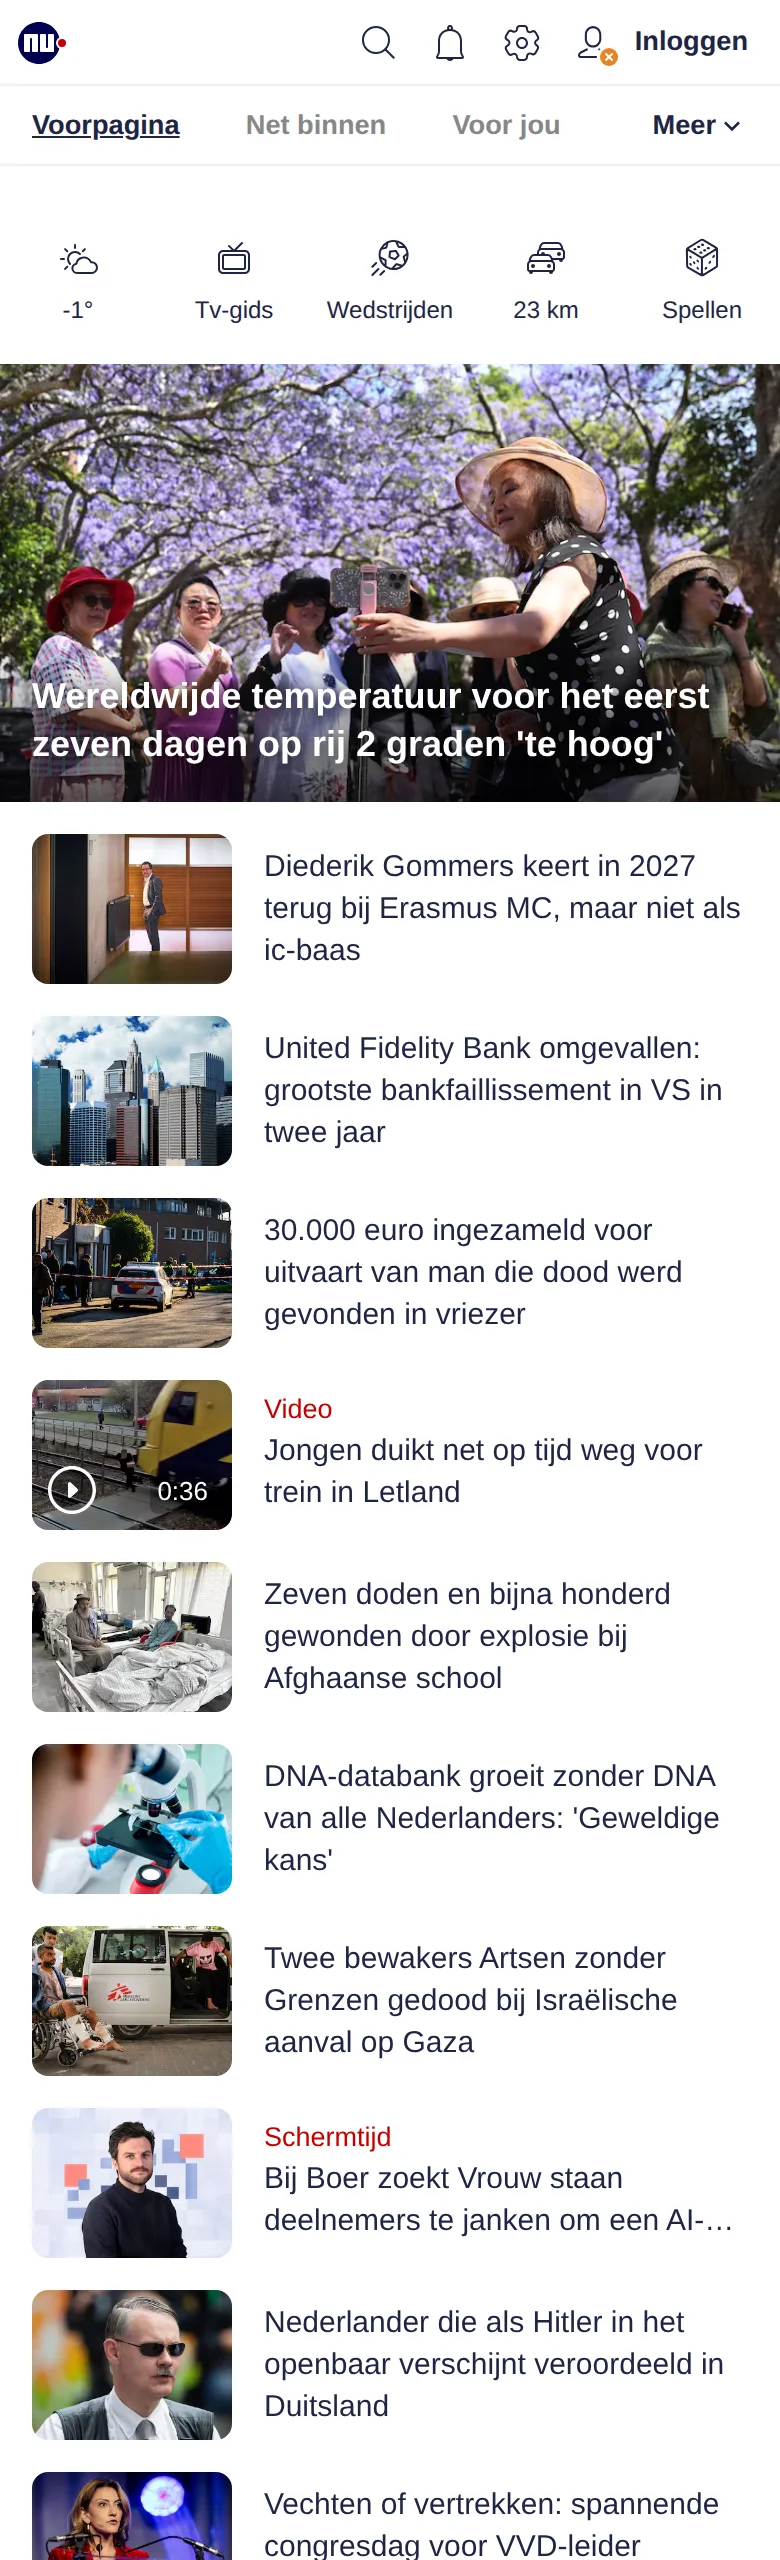 nu
Inloggen
Voorpagina
Net binnen
Voor jou
Meer
-1°
Tv-gids
Wedstrijden
23 km
Spellen
Wereldwijde temperatuur voor het eerst
zeven dagen op rij 2 graden 'te hoog'
Diederik Gommers keert in 2027
terug bij Erasmus MC, maar niet als
ic-baas
United Fidelity Bank omgevallen:
grootste bankfaillissement in VS in
twee jaar
30.000 euro ingezameld voor
uitvaart van man die dood werd
gevonden in vriezer
Video
Jongen duikt net op tijd weg voor
trein in Letland
0:36
Zeven doden en bijna honderd
gewonden door explosie bij
Afghaanse school
DNA-databank groeit zonder DNA
van alle Nederlanders: 'Geweldige
kans'
Twee bewakers Artsen zonder
Grenzen gedood bij Israëlische
aanval op Gaza
Schermtijd
Bij Boer zoekt Vrouw staan
deelnemers te janken om een AI-…
Nederlander die als Hitler in het
openbaar verschijnt veroordeeld in
Duitsland
Vechten of vertrekken: spannende
congresdag voor VVD-leider